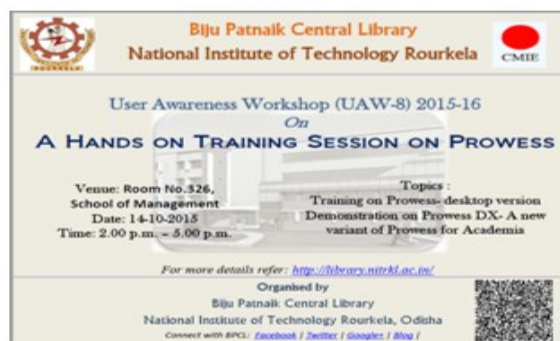 Biju Patnaik Central Library
National Institute of Technology Rourkela
ROURKELA
CMIE
User Awareness Workshop (UAW-8) 2015-16
On
A HANDS ON TRAINING SESSION ON PROWESS
Venue: Room No.326,
School of Management
Date: 14-10-2015
Time: 2.00 p.m. – 5.00 p.m.
Topics :
Training on Prowess- desktop version
Demonstration on Prowess DX- A new
variant of Prowess for Academia
For more details refer: http://library.nitrkl.ac.in/
Organised by
Biju Patnaik Central Library
National Institute of Technology Rourkela, Odisha
Connect with BPCL: Facebook | Twitter | Google+ | Blog |